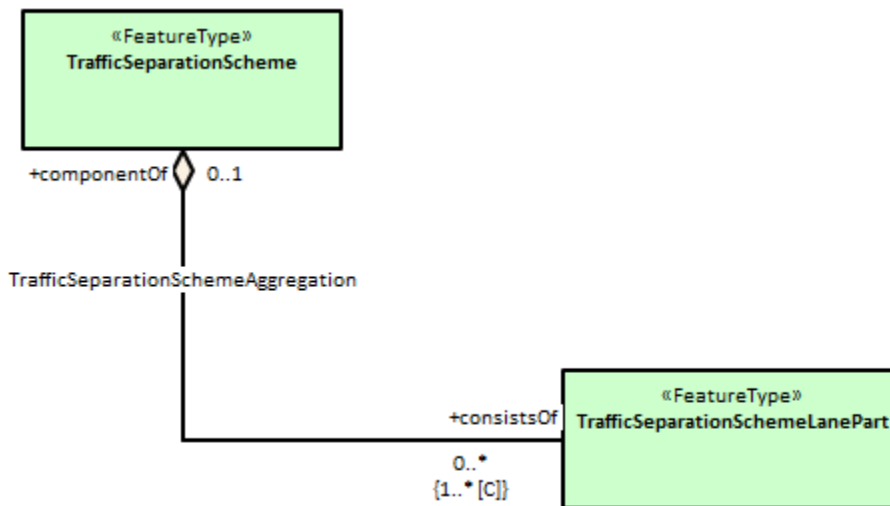 «FeatureType»
TrafficSeparationScheme
+componentOf 0..1
TrafficSeparationSchemeAggregation
«FeatureType»
TrafficSeparationSchemeLanePart
+consistsOf
0..*
{1..* [C]}